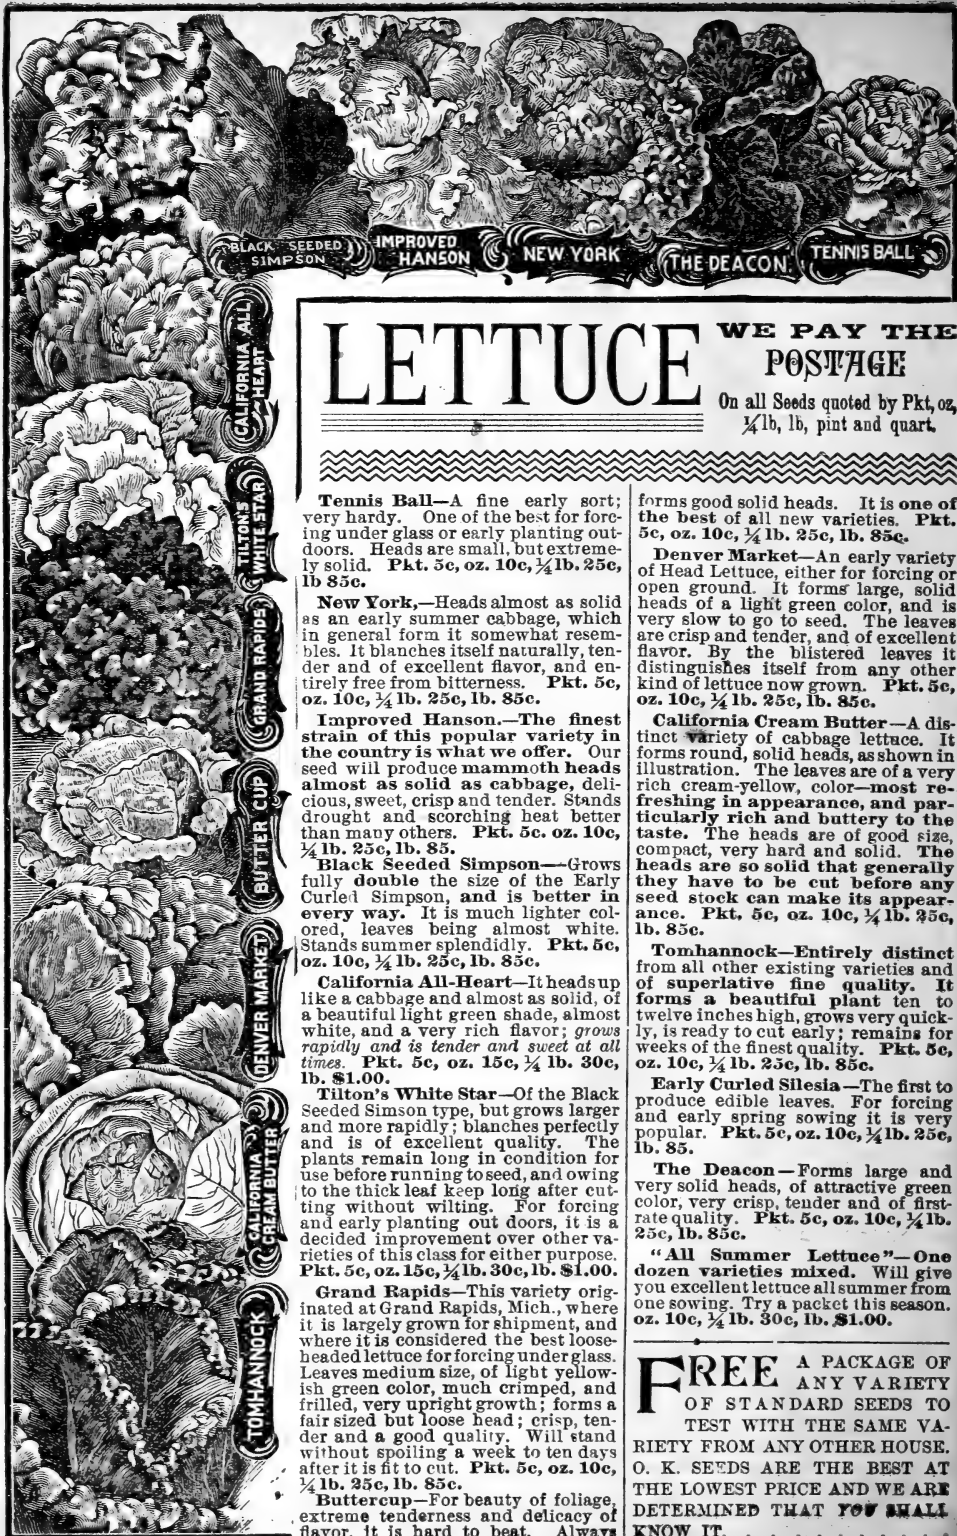 BLACK SEEDED
SIMPSON
IMPROVED
HANSON
NEW YORK
THE DEACON.
TENNIS BALL
CALIFORNIA ALL
HEART
TILTON'S
WHITE STAR
GRAND RAPIDS
BUTTER CUP
DENVER MARKET
CALIFORNIA
CREAM BUTTER
TOMHANNOCK
LETTUCE
WE PAY THE
POSTAGE
On all Seeds quoted by Pkt, oz,
¼lb, lb, pint and quart.
Tennis Ball—A fine early sort;
very hardy. One of the best for forc-
ing under glass or early planting out-
doors. Heads are small, but extreme-
ly solid. Pkt. 5c, oz. 10c, ¼lb. 25c,
lb 85c.
New York,—Heads almost as solid
as an early summer cabbage, which
in general form it somewhat resem-
bles. It blanches itself naturally, ten-
der and of excellent flavor, and en-
tirely free from bitterness. Pkt. 5c,
oz. 10c, ¼ lb. 25c, lb. 85c.
Improved Hanson.—The finest
strain of this popular variety in
the country is what we offer. Our
seed will produce mammoth heads
almost as solid as cabbage, deli-
cious, sweet, crisp and tender. Stands
drought and scorching heat better
than many others. Pkt. 5c. oz. 10c,
¼ lb. 25c, lb. 85.
Black Seeded Simpson—Grows
fully double the size of the Early
Curled Simpson, and is better in
every way. It is much lighter col-
ored, leaves being almost white.
Stands summer splendidly. Pkt. 5c,
oz. 10c, ¼ lb. 25c, lb. 85c.
California All-Heart—It heads up
like a cabbage and almost as solid, of
a beautiful light green shade, almost
white, and a very rich flavor; grows
rapidly and is tender and sweet at all
times. Pkt. 5c, oz. 15c, ¼ lb. 30c,
lb. $1.00.
Tilton's White Star—Of the Black
Seeded Simson type, but grows larger
and more rapidly; blanches perfectly
and is of excellent quality. The
plants remain long in condition for
use before running to seed, and owing
to the thick leaf keep long after cut-
ting without wilting. For forcing
and early planting out doors, it is a
decided improvement over other va-
rieties of this class for either purpose.
Pkt. 5c, oz. 15c, ¼ lb. 30c, lb. $1.00.
Grand Rapids—This variety orig-
inated at Grand Rapids, Mich., where
it is largely grown for shipment, and
where it is considered the best loose-
headed lettuce for forcing under glass.
Leaves medium size, of light yellow-
ish green color, much crimped, and
frilled, very upright growth; forms a
fair sized but loose head; crisp, ten-
der and a good quality. Will stand
without spoiling a week to ten days
after it is fit to cut. Pkt. 5c, oz. 10c,
¼ lb. 25c, lb. 85c.
Buttercup—For beauty of foliage,
extreme tenderness and delicacy of
flavor, it is hard to beat. Always
forms good solid heads. It is one of
the best of all new varieties. Pkt.
5c, oz. 10c, ¼ lb. 25c, lb. 85c.
Denver Market—An early variety
of Head Lettuce, either for forcing or
open ground. It forms large, solid
heads of a light green color, and is
very slow to go to seed. The leaves
are crisp and tender, and of excellent
flavor. By the blistered leaves it
distinguishes itself from any other
kind of lettuce now grown. Pkt. 5c,
oz. 10c, ¼ lb. 25c, lb. 85c.
California Cream Butter—A dis-
tinct variety of cabbage lettuce. It
forms round, solid heads, as shown in
illustration. The leaves are of a very
rich cream-yellow, color—most re-
freshing in appearance, and par-
ticularly rich and buttery to the
taste. The heads are of good size,
compact, very hard and solid. The
heads are so solid that generally
they have to be cut before any
seed stock can make its appear-
ance. Pkt. 5c, oz. 10c, ¼ lb. 25c,
lb. 85c.
Tomhannock—Entirely distinct
from all other existing varieties and
of superlative fine quality. It
forms a beautiful plant ten to
twelve inches high, grows very quick-
ly, is ready to cut early; remains for
weeks of the finest quality. Pkt. 5c,
oz. 10c, ¼ lb. 25c, lb. 85c.
Early Curled Silesia—The first to
produce edible leaves. For forcing
and early spring sowing it is very
popular. Pkt. 5c, oz. 10c, ¼lb. 25c,
lb. 85.
The Deacon—Forms large and
very solid heads, of attractive green
color, very crisp, tender and of first-
rate quality. Pkt. 5c, oz. 10c, ¼lb.
25c, lb. 85c.
"All Summer Lettuce"—One
dozen varieties mixed. Will give
you excellent lettuce all summer from
one sowing. Try a packet this season.
oz. 10c, ¼ lb. 30c, lb. $1.00.
FREE A PACKAGE OF
ANY VARIETY
OF STANDARD SEEDS TO
TEST WITH THE SAME VA-
RIETY FROM ANY OTHER HOUSE.
O. K. SEEDS ARE THE BEST AT
THE LOWEST PRICE AND WE ARE
DETERMINED THAT YOU SHALL
KNOW IT.